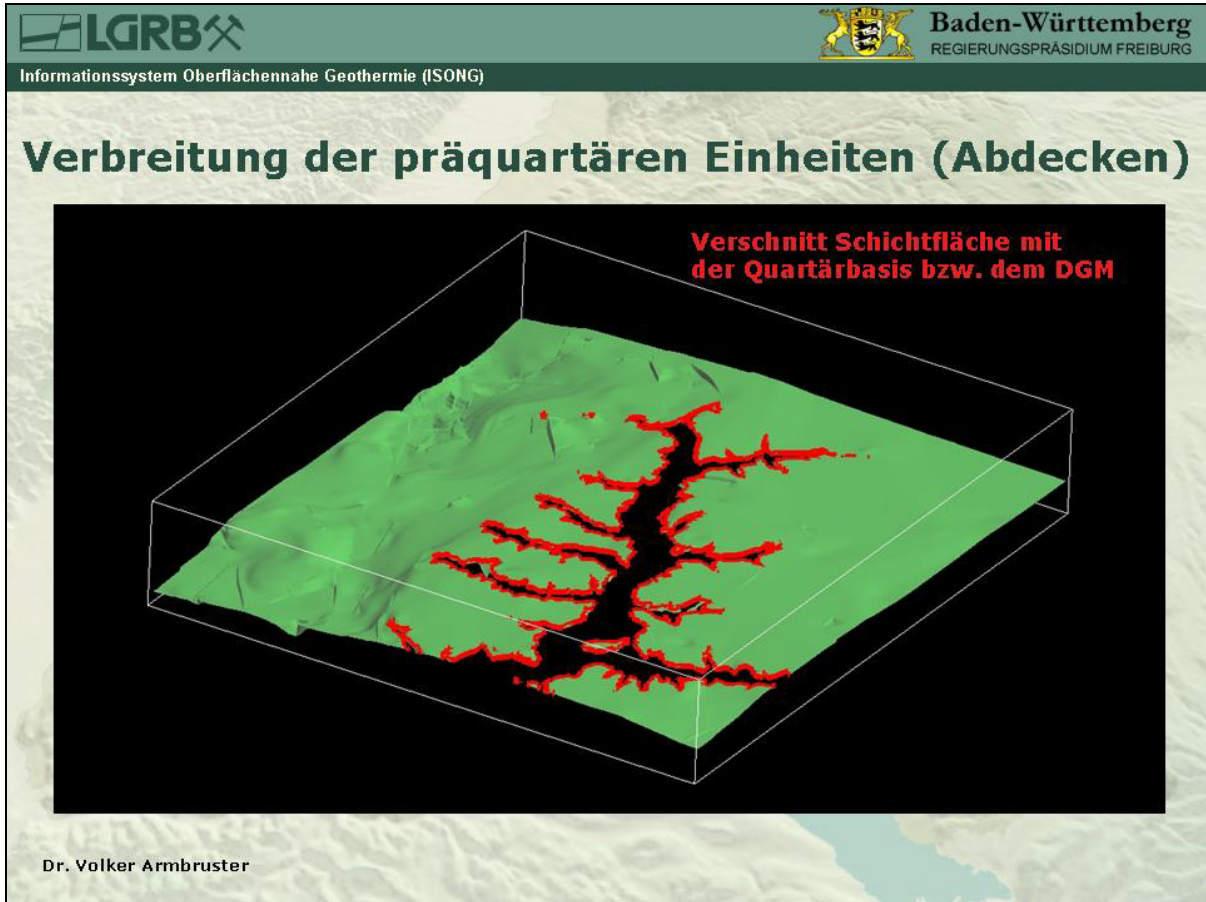 LGRB
Baden-Württemberg
REGIERUNGSPRÄSIDIUM FREIBURG
Informationssystem Oberflächennahe Geothermie (ISONG)
Verbreitung der präquartären Einheiten (Abdecken)
Verschnitt Schichtfläche mit
der Quartärbasis bzw. dem DGM
Dr. Volker Armbruster